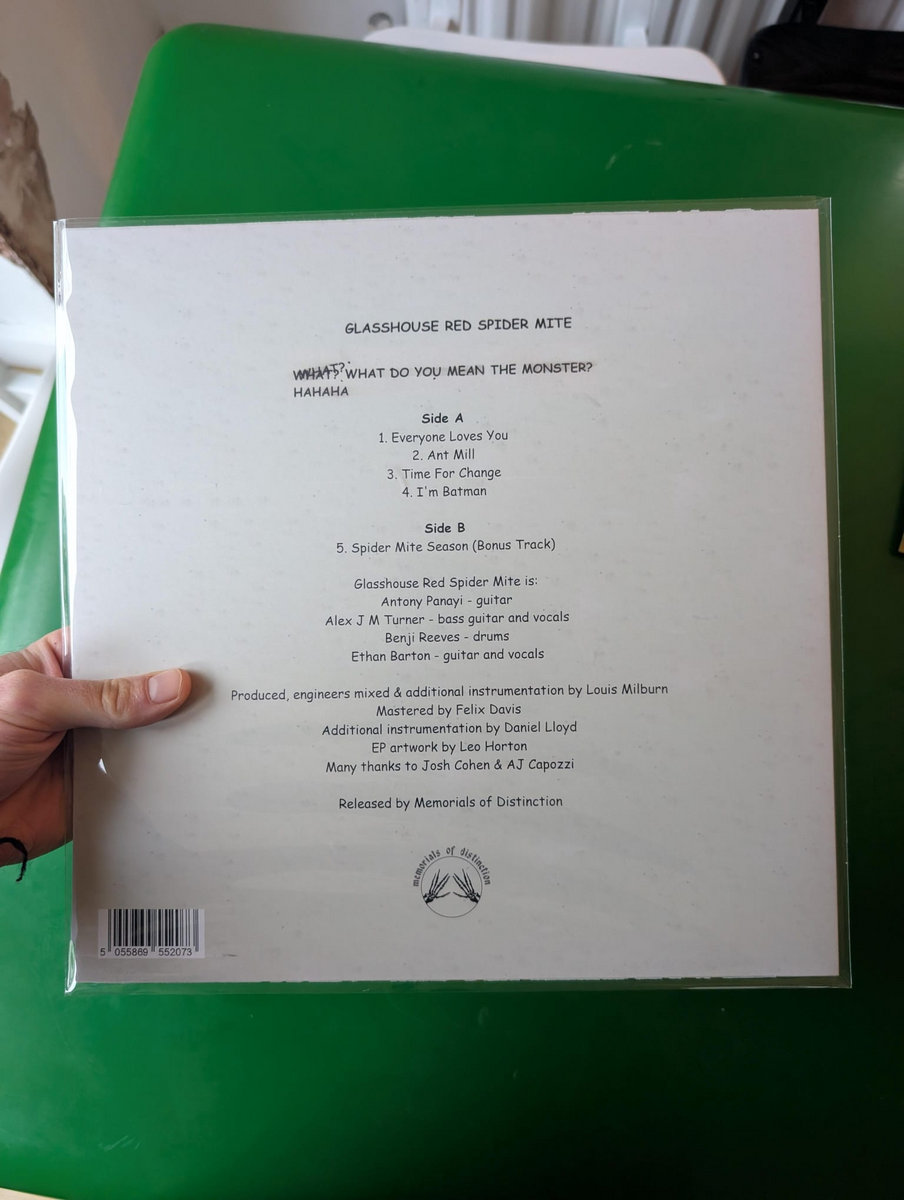 GLASSHOUSE RED SPIDER MITE
WHAT? WHAT? WHAT DO YOU MEAN THE MONSTER?
HAHAHA
Side A
1. Everyone Loves You
2. Ant Mill
3. Time For Change
4. I'm Batman
Side B
5. Spider Mite Season (Bonus Track)
Glasshouse Red Spider Mite is:
Antony Panayi - guitar
Alex J M Turner - bass guitar and vocals
Benji Reeves - drums
Ethan Barton - guitar and vocals
Produced, engineers mixed & additional instrumentation by Louis Milburn
Mastered by Felix Davis
Additional instrumentation by Daniel Lloyd
EP artwork by Leo Horton
Many thanks to Josh Cohen & AJ Capozzi
Released by Memorials of Distinction
memorials of distinction
5 055869 552073